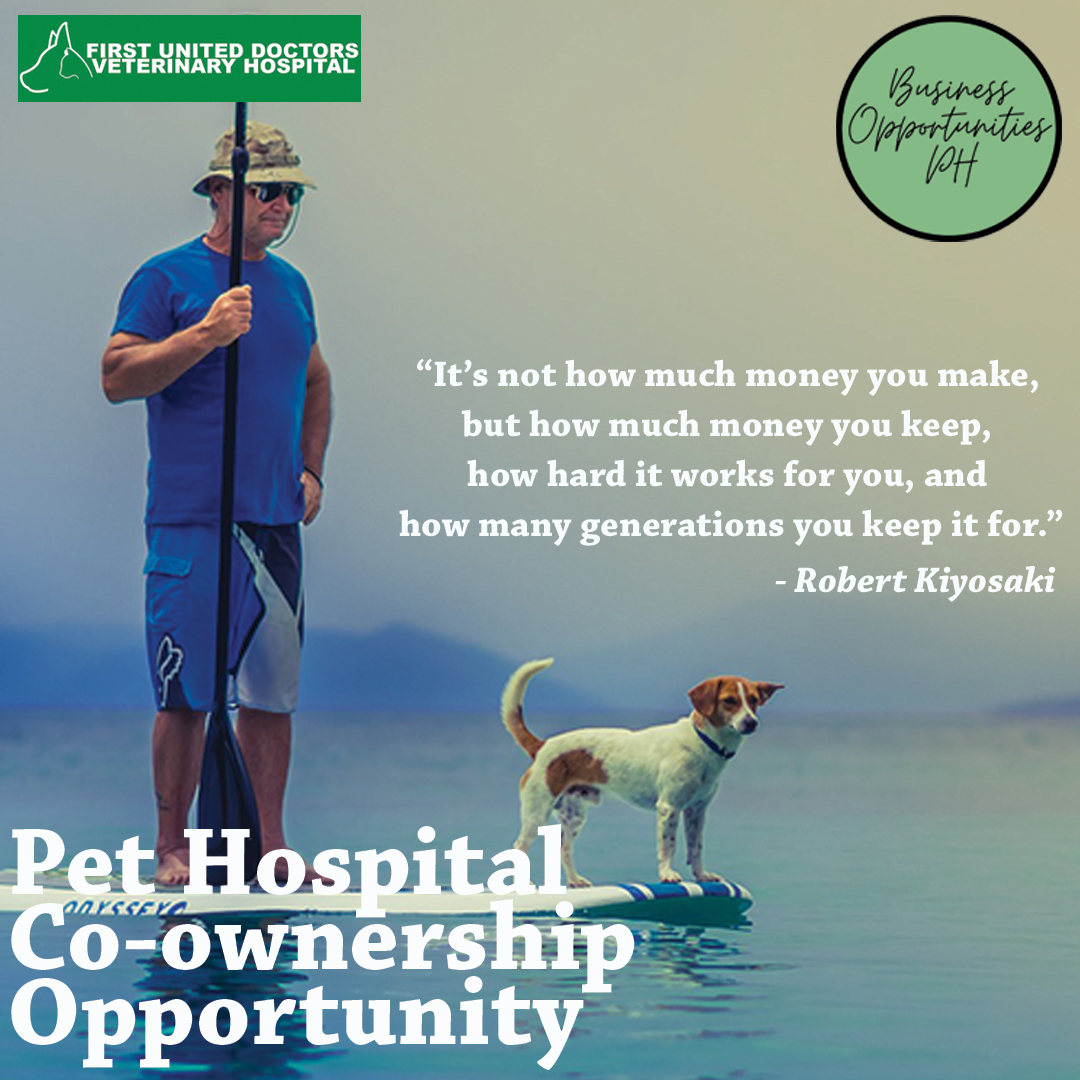 FIRST UNITED DOCTORS
VETERINARY HOSPITAL
Business
Opportunities
PH
“It’s not how much money you make,
but how much money you keep,
how hard it works for you, and
how many generations you keep it for.”
- Robert Kiyosaki
Pet Hospital
ODYSSEY
Co-ownership
Opportunity